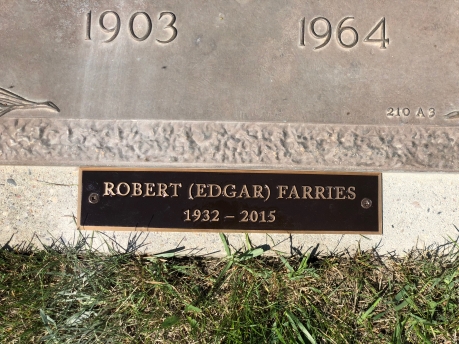 1903 1964
210 A 3
ROBERT (EDGAR) FARRIES
1932 – 2015